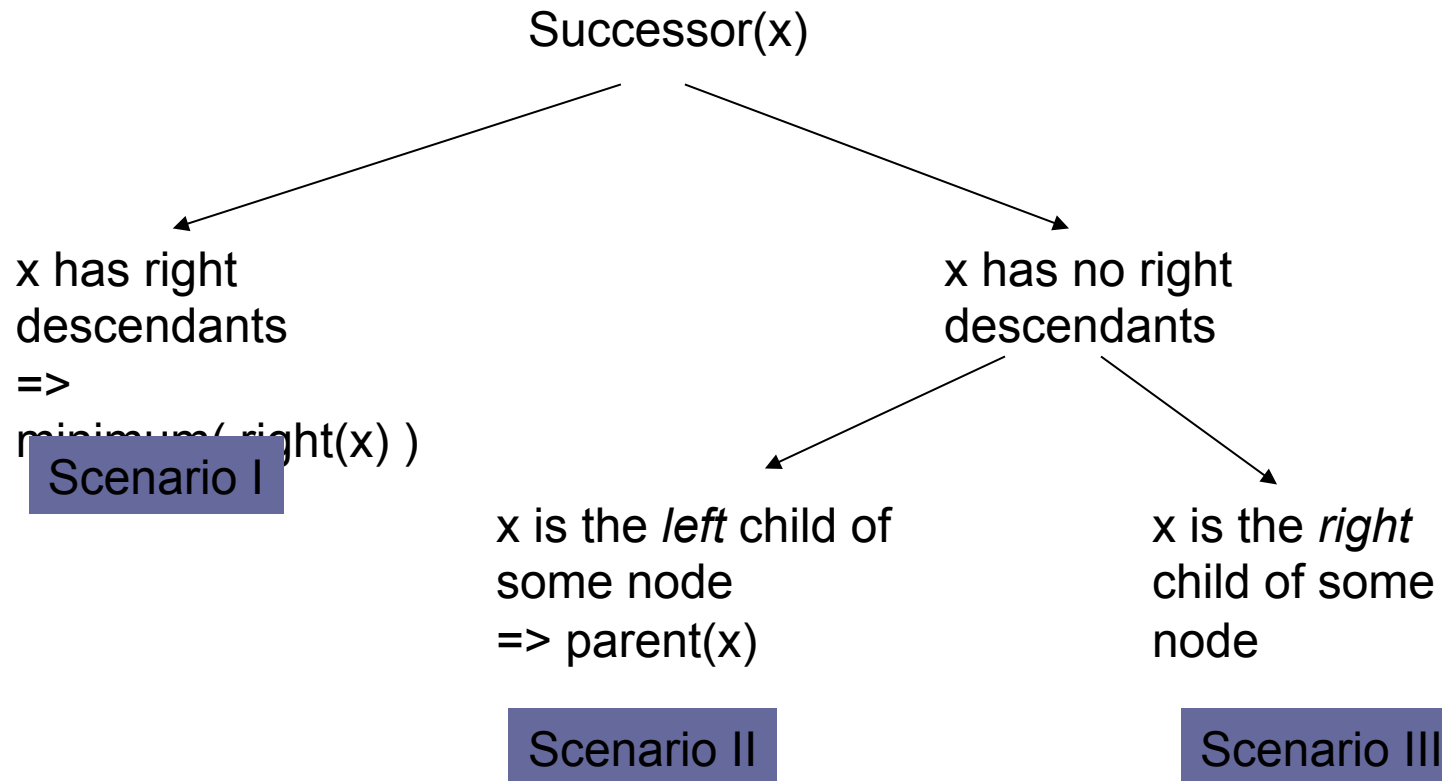 Successor(x)
x has right
descendants
=>
minimum( right(x) )
Scenario I
x has no right
descendants
x is the left child of
some node
=> parent(x)
Scenario II
x is the right
child of some
node
Scenario III